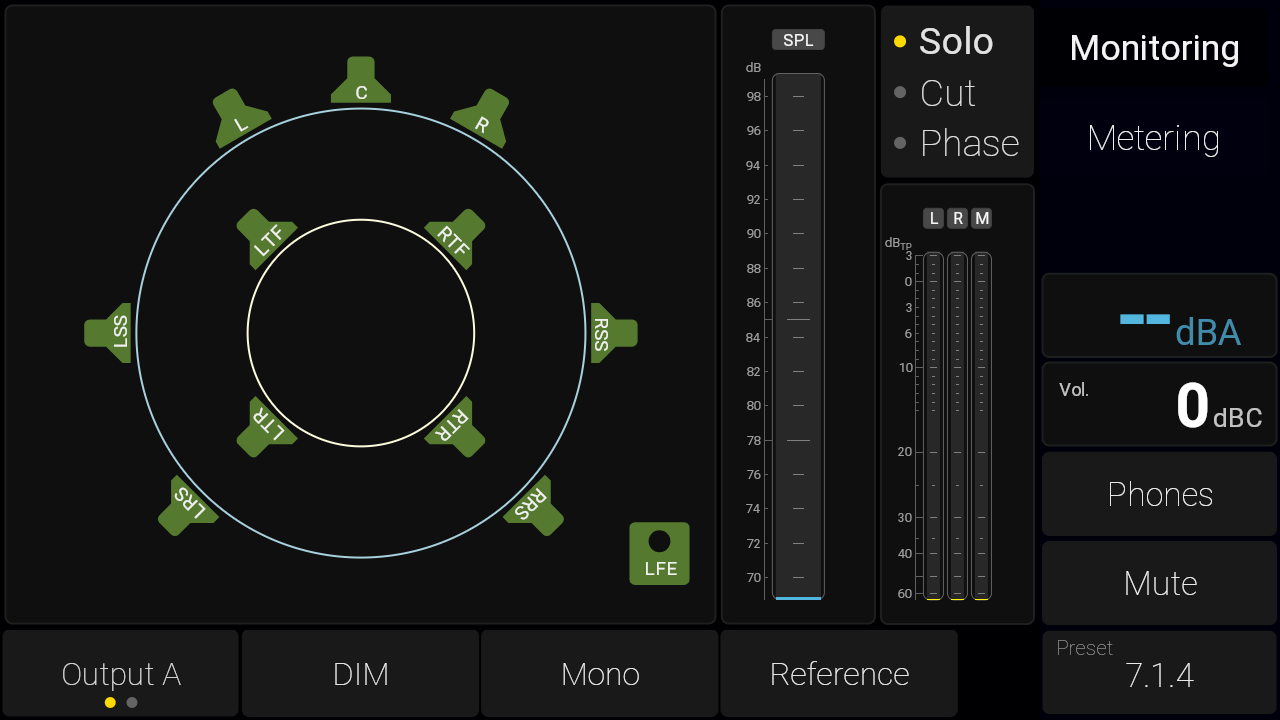 C
L
R
LTF
RTF
LSS
RSS
LTR
RTR
LRS
RRS
LFE
SPL
dB
98
96
94
92
90
88
86
84
82
80
78
76
74
72
70
Solo
Cut
Phase
L R M
dBTP
3
0
3
6
10
20
30
40
60
Monitoring
Metering
-- dBA
Vol. 0 dBC
Phones
Mute
Preset
7.1.4
Output A
DIM
Mono
Reference